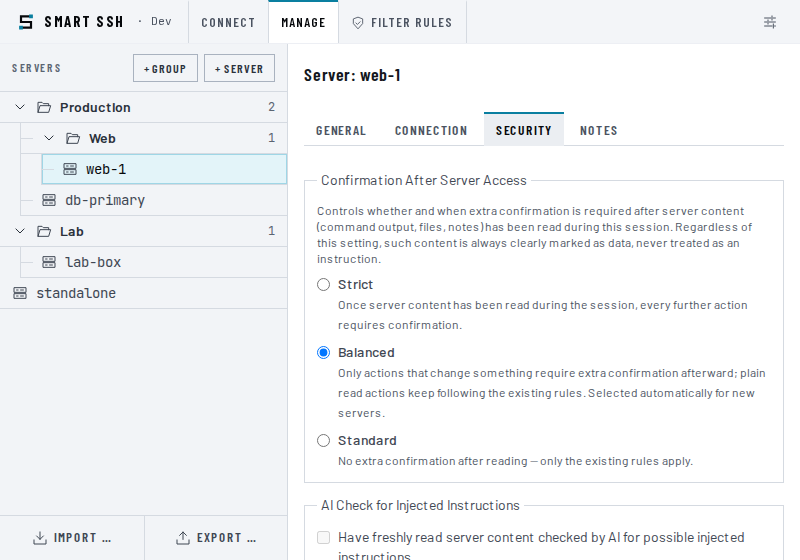 SMART SSH · Dev CONNECT MANAGE FILTER RULES
SERVERS +GROUP +SERVER
Production 2
Web 1
web-1
db-primary
Lab 1
lab-box
standalone
IMPORT … EXPORT …
Server: web-1
GENERAL CONNECTION SECURITY NOTES
Confirmation After Server Access
Controls whether and when extra confirmation is required after server content
(command output, files, notes) has been read during this session. Regardless of
this setting, such content is always clearly marked as data, never treated as an
instruction.
Strict
Once server content has been read during the session, every further action
requires confirmation.
Balanced
Only actions that change something require extra confirmation afterward; plain
read actions keep following the existing rules. Selected automatically for new
servers.
Standard
No extra confirmation after reading — only the existing rules apply.
AI Check for Injected Instructions
Have freshly read server content checked by AI for possible injected
instructions